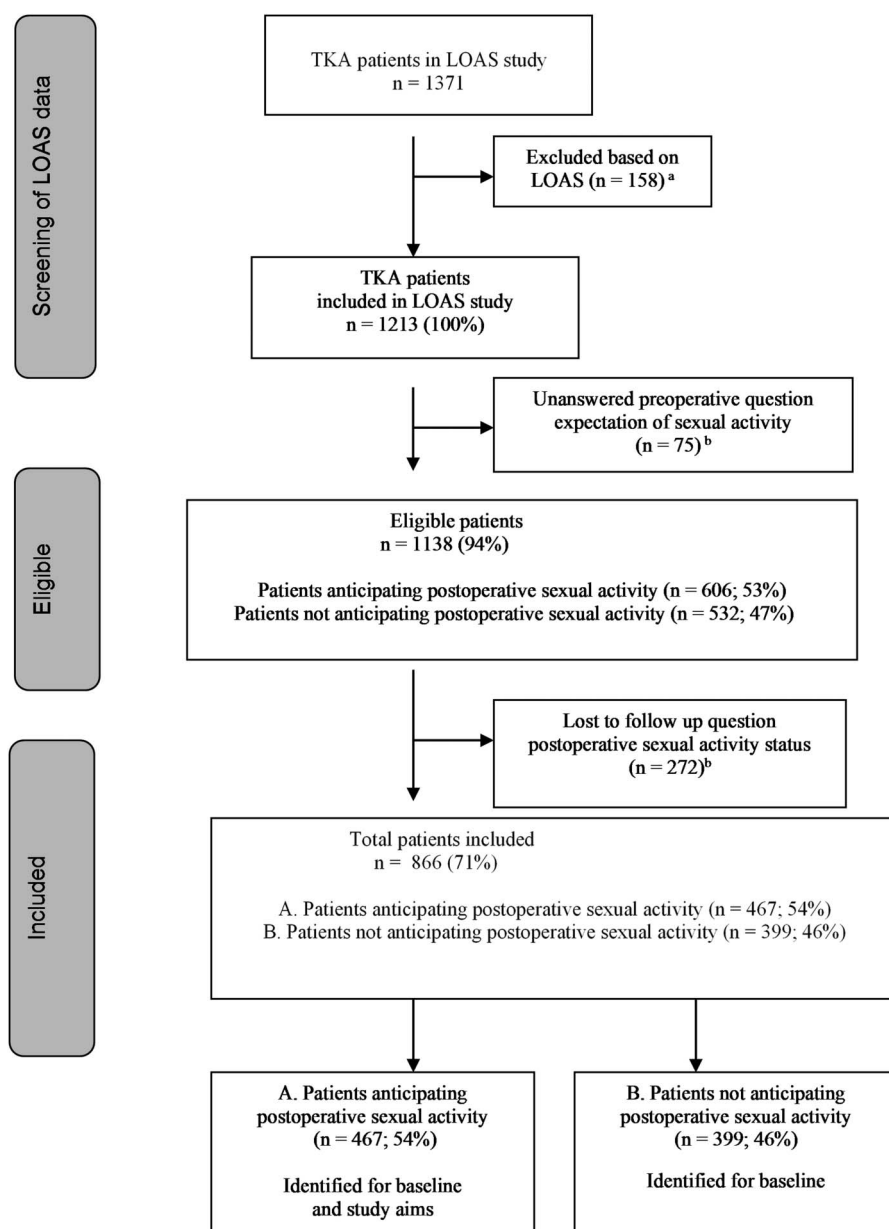 Screening of LOAS data
TKA patients in LOAS study
n = 1371
Excluded based on
LOAS (n = 158) a
TKA patients
included in LOAS study
n = 1213 (100%)
Unanswered preoperative question
expectation of sexual activity
(n = 75) b
Eligible
Eligible patients
n = 1138 (94%)
Patients anticipating postoperative sexual activity (n = 606; 53%)
Patients not anticipating postoperative sexual activity (n = 532; 47%)
Lost to follow up question
postoperative sexual activity status
(n = 272)b
Included
Total patients included
n = 866 (71%)
A. Patients anticipating postoperative sexual activity (n = 467; 54%)
B. Patients not anticipating postoperative sexual activity (n = 399; 46%)
A. Patients anticipating
postoperative sexual activity
(n = 467; 54%)
Identified for baseline
and study aims
B. Patients not anticipating
postoperative sexual activity
(n = 399; 46%)
Identified for baseline